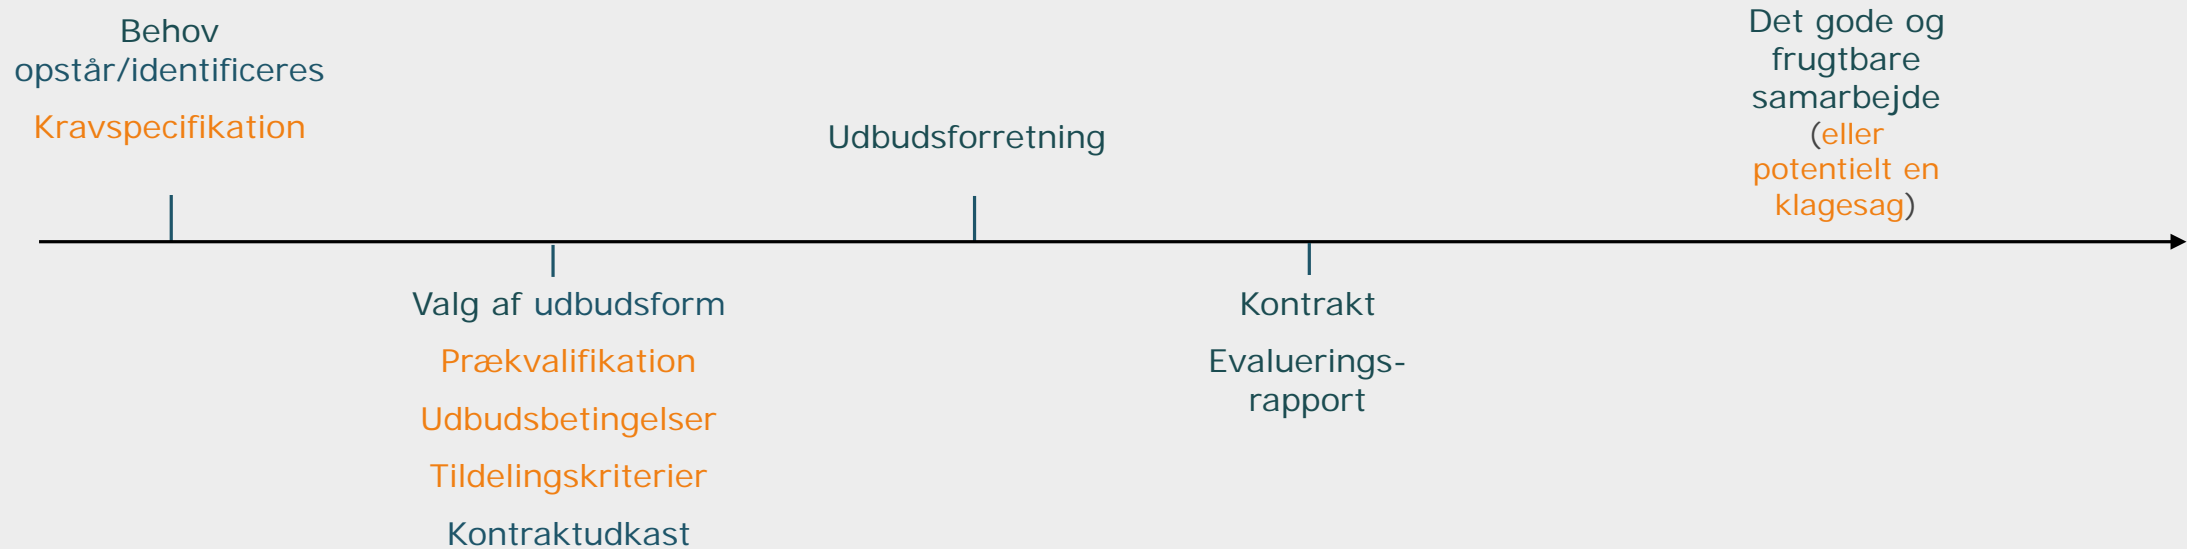 Behov
opstår/identificeres
Kravspecifikation
Valg af udbudsform
Prækvalifikation
Udbudsbetingelser
Tildelingskriterier
Kontraktudkast
Udbudsforretning
Kontrakt
Evaluerings-
rapport
Det gode og
frugtbare
samarbejde
(eller
potentielt en
klagesag)